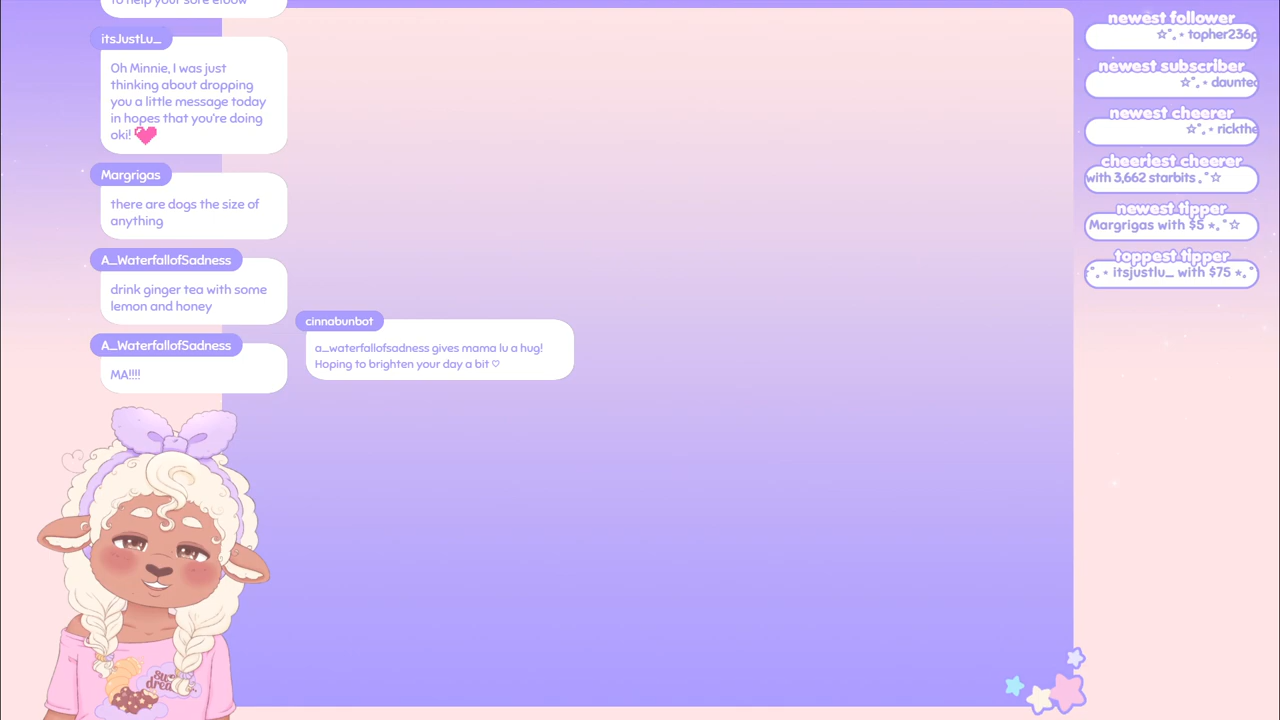 to help your sore elbow
itsJustLu_
Oh Minnie, I was just
thinking about dropping
you a little message today
in hopes that you're doing
oki!
Margrigas
there are dogs the size of
anything
A_WaterfallofSadness
drink ginger tea with some
lemon and honey
A_WaterfallofSadness
MA!!!!
cinnabunbot
a_waterfallofsadness gives mama lu a hug!
Hoping to brighten your day a bit ♡
newest follower
☆˚｡⋆ topher236p
newest subscriber
☆˚｡⋆ daunted
newest cheerer
☆˚｡⋆ rickthe
cheeriest cheerer
with 3,662 starbits ｡˚☆
newest tipper
Margrigas with $5 ⋆｡˚☆
toppest tipper
˚｡⋆ itsjustlu_ with $75 ⋆｡˚